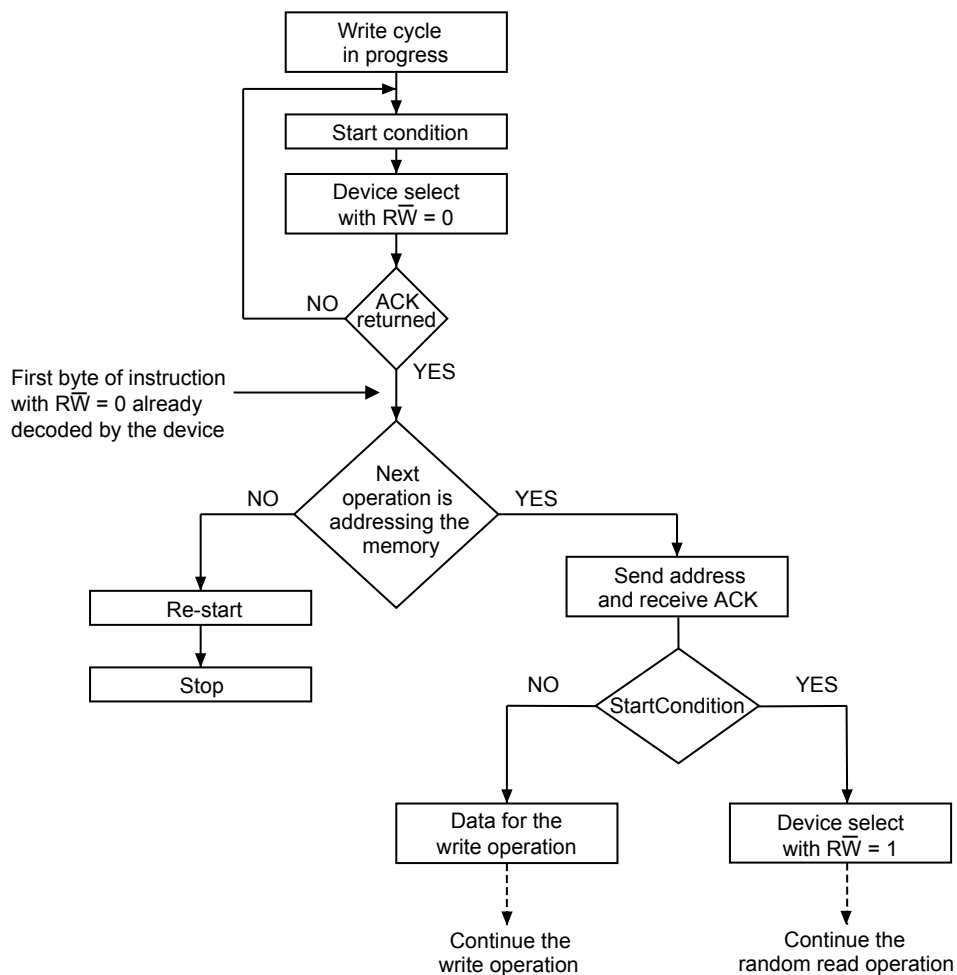 Write cycle
in progress
Start condition
Device select
with RW̅ = 0
NO
ACK
returned
YES
First byte of instruction
with RW̅ = 0 already
decoded by the device
NO
Next
operation is
addressing the
memory
YES
Send address
and receive ACK
Re-start
Stop
NO
StartCondition
YES
Data for the
write operation
Device select
with RW̅ = 1
Continue the
write operation
Continue the
random read operation